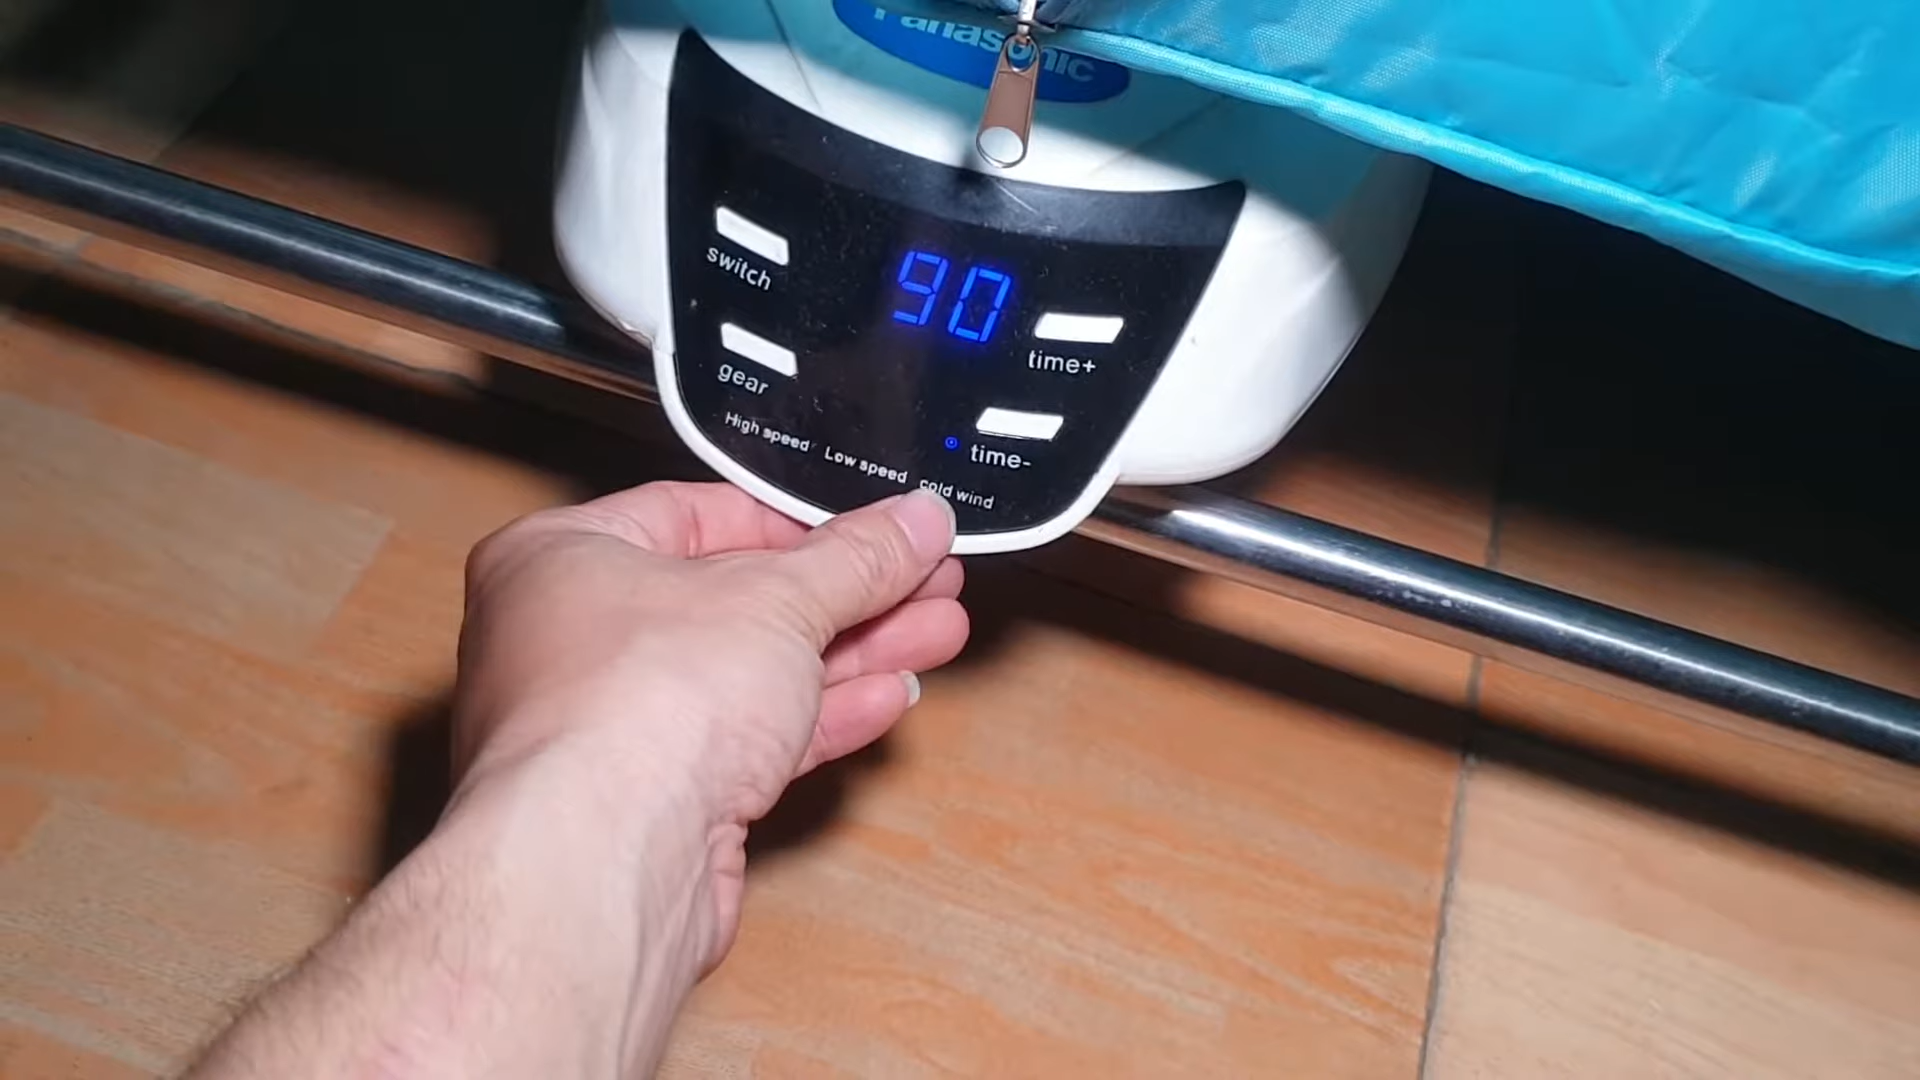 Panasonic
switch
90
time+
gear
time-
High speed
Low speed
cold wind